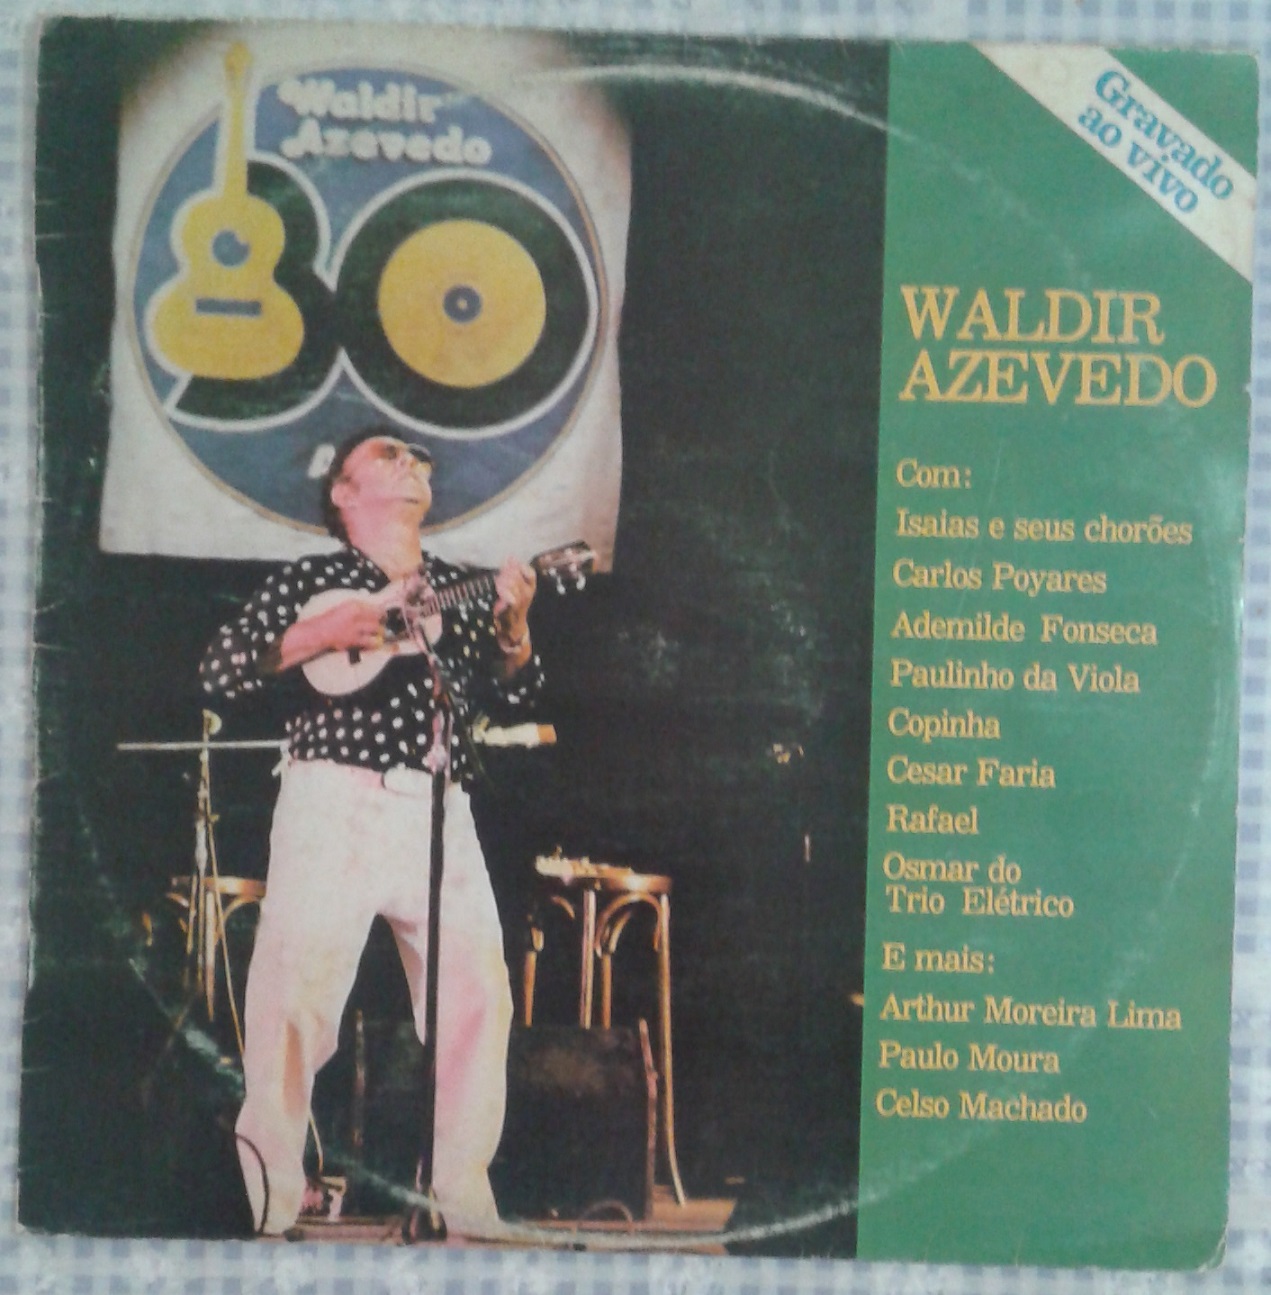 Waldir
Azevedo
Gravado
ao vivo
WALDIR
AZEVEDO
Com:
Isaias e seus chorões
Carlos Poyares
Ademilde Fonseca
Paulinho da Viola
Copinha
Cesar Faria
Rafael
Osmar do
Trio Elétrico
E mais:
Arthur Moreira Lima
Paulo Moura
Celso Machado